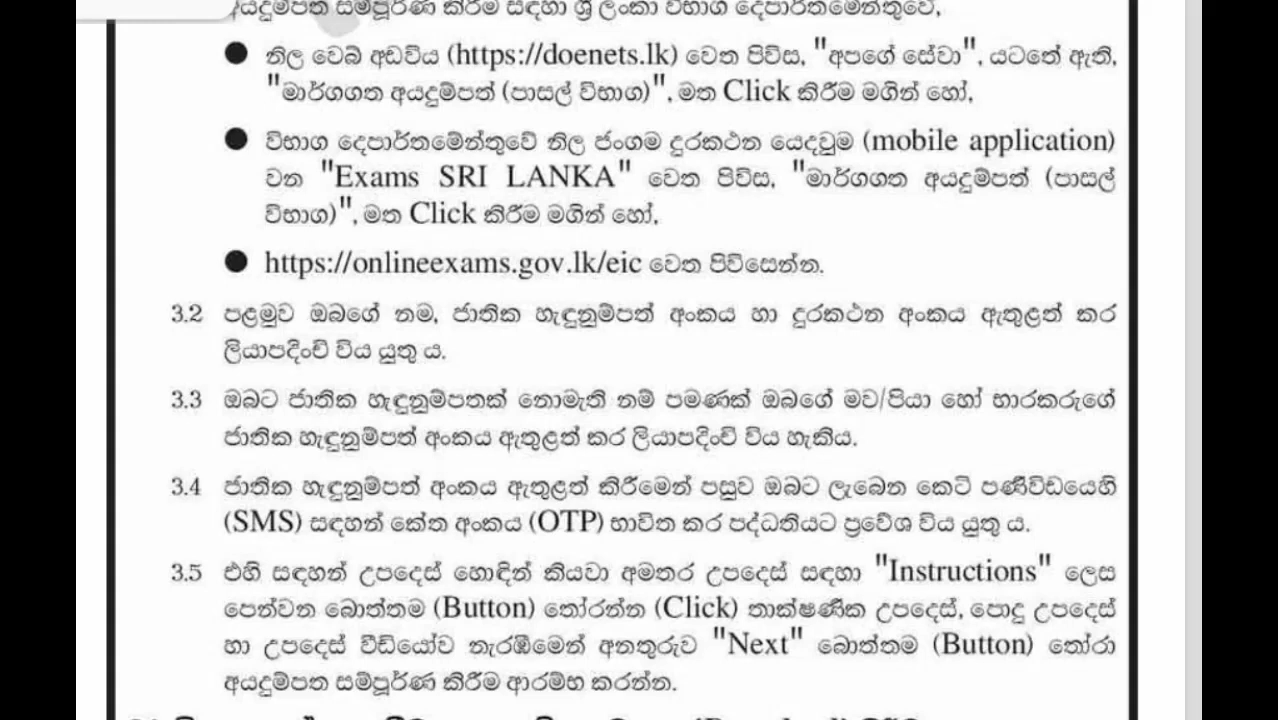 අයදුම්පත සම්පූර්ණ කිරීම සඳහා ශ්‍රී ලංකා විභාග දෙපාර්තමේන්තුවේ,
● නිල වෙබ් අඩවිය (https://doenets.lk) වෙත පිවිස, "අපගේ සේවා", යටතේ ඇති,
"මාර්ගගත අයදුම්පත් (පාසල් විභාග)", මත Click කිරීම මගින් හෝ,
● විභාග දෙපාර්තමේන්තුවේ නිල ජංගම දුරකථන යෙදවුම (mobile application)
වන "Exams SRI LANKA" වෙත පිවිස, "මාර්ගගත අයදුම්පත් (පාසල්
විභාග)", මත Click කිරීම මගින් හෝ,
● https://onlineexams.gov.lk/eic වෙත පිවිසෙන්න.
3.2 පළමුව ඔබගේ නම, ජාතික හැඳුනුම්පත් අංකය හා දුරකථන අංකය ඇතුළත් කර
ලියාපදිංචි විය යුතු ය.
3.3 ඔබට ජාතික හැඳුනුම්පතක් නොමැති නම් පමණක් ඔබගේ මව/පියා හෝ භාරකරුගේ
ජාතික හැඳුනුම්පත් අංකය ඇතුළත් කර ලියාපදිංචි විය හැකිය.
3.4 ජාතික හැඳුනුම්පත් අංකය ඇතුළත් කිරීමෙන් පසුව ඔබට ලැබෙන කෙටි පණිවිඩයෙහි
(SMS) සඳහන් කේත අංකය (OTP) භාවිත කර පද්ධතියට ප්‍රවේශ විය යුතු ය.
3.5 එහි සඳහන් උපදෙස් හොඳින් කියවා අමතර උපදෙස් සඳහා "Instructions" ලෙස
පෙන්වන බොත්තම (Button) තෝරන්න (Click) තාක්ෂණික උපදෙස්, පොදු උපදෙස්
හා උපදෙස් වීඩියෝව නැරඹීමෙන් අනතුරුව "Next" බොත්තම (Button) තෝරා
අයදුම්පත සම්පූර්ණ කිරීම ආරම්භ කරන්න.